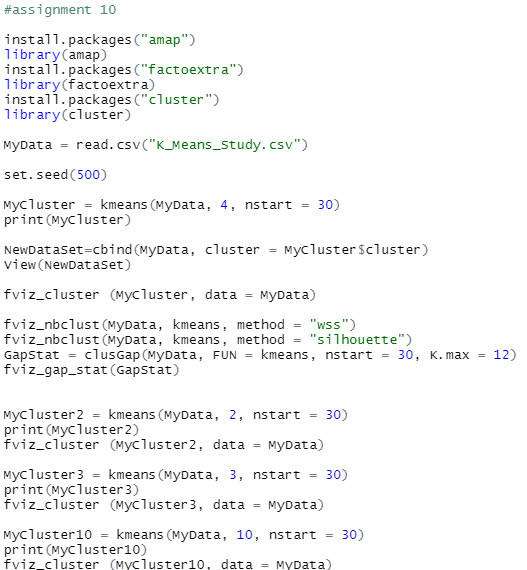 #assignment 10
install.packages("amap")
library(amap)
install.packages("factoextra")
library(factoextra)
install.packages("cluster")
library(cluster)
MyData = read.csv("K_Means_Study.csv")
set.seed(500)
MyCluster = kmeans(MyData, 4, nstart = 30)
print(MyCluster)
NewDataSet=cbind(MyData, cluster = MyCluster$cluster)
View(NewDataSet)
fviz_cluster (MyCluster, data = MyData)
fviz_nbclust(MyData, kmeans, method = "wss")
fviz_nbclust(MyData, kmeans, method = "silhouette")
GapStat = clusGap(MyData, FUN = kmeans, nstart = 30, K.max = 12)
fviz_gap_stat(GapStat)
MyCluster2 = kmeans(MyData, 2, nstart = 30)
print(MyCluster2)
fviz_cluster (MyCluster2, data = MyData)
MyCluster3 = kmeans(MyData, 3, nstart = 30)
print(MyCluster3)
fviz_cluster (MyCluster3, data = MyData)
MyCluster10 = kmeans(MyData, 10, nstart = 30)
print(MyCluster10)
fviz_cluster (MyCluster10, data = MyData)